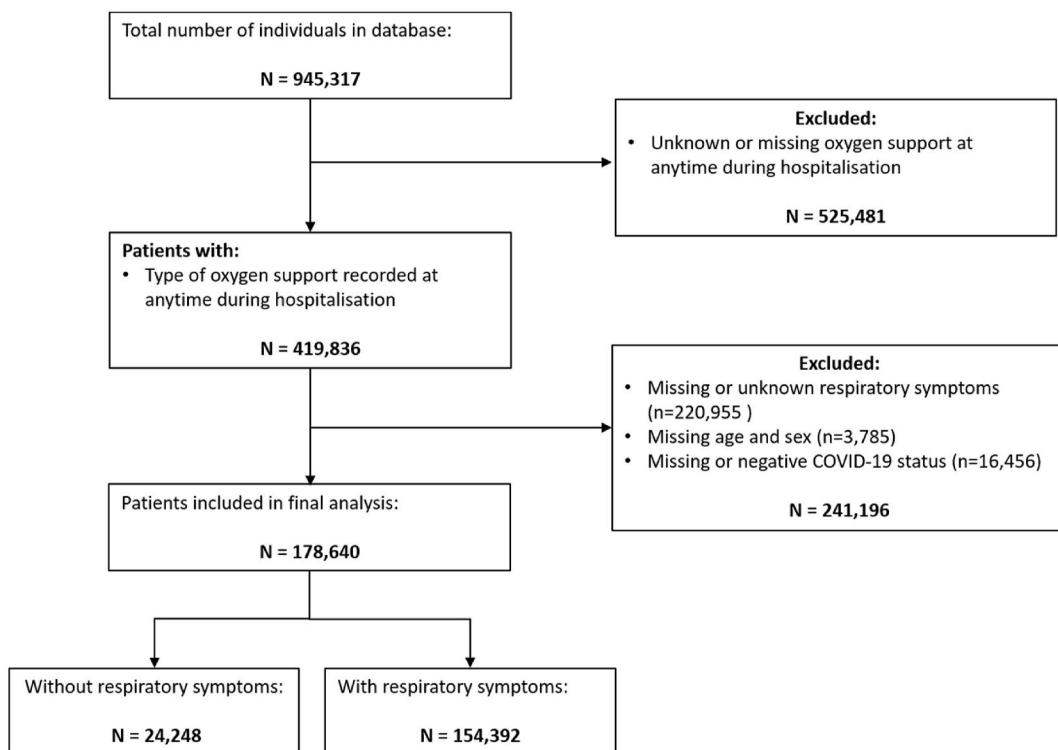 Total number of individuals in database:
N = 945,317
Excluded:
• Unknown or missing oxygen support at
anytime during hospitalisation
N = 525,481
Patients with:
• Type of oxygen support recorded at
anytime during hospitalisation
N = 419,836
Excluded:
• Missing or unknown respiratory symptoms
(n=220,955 )
• Missing age and sex (n=3,785)
• Missing or negative COVID-19 status (n=16,456)
N = 241,196
Patients included in final analysis:
N = 178,640
Without respiratory symptoms:
N = 24,248
With respiratory symptoms:
N = 154,392